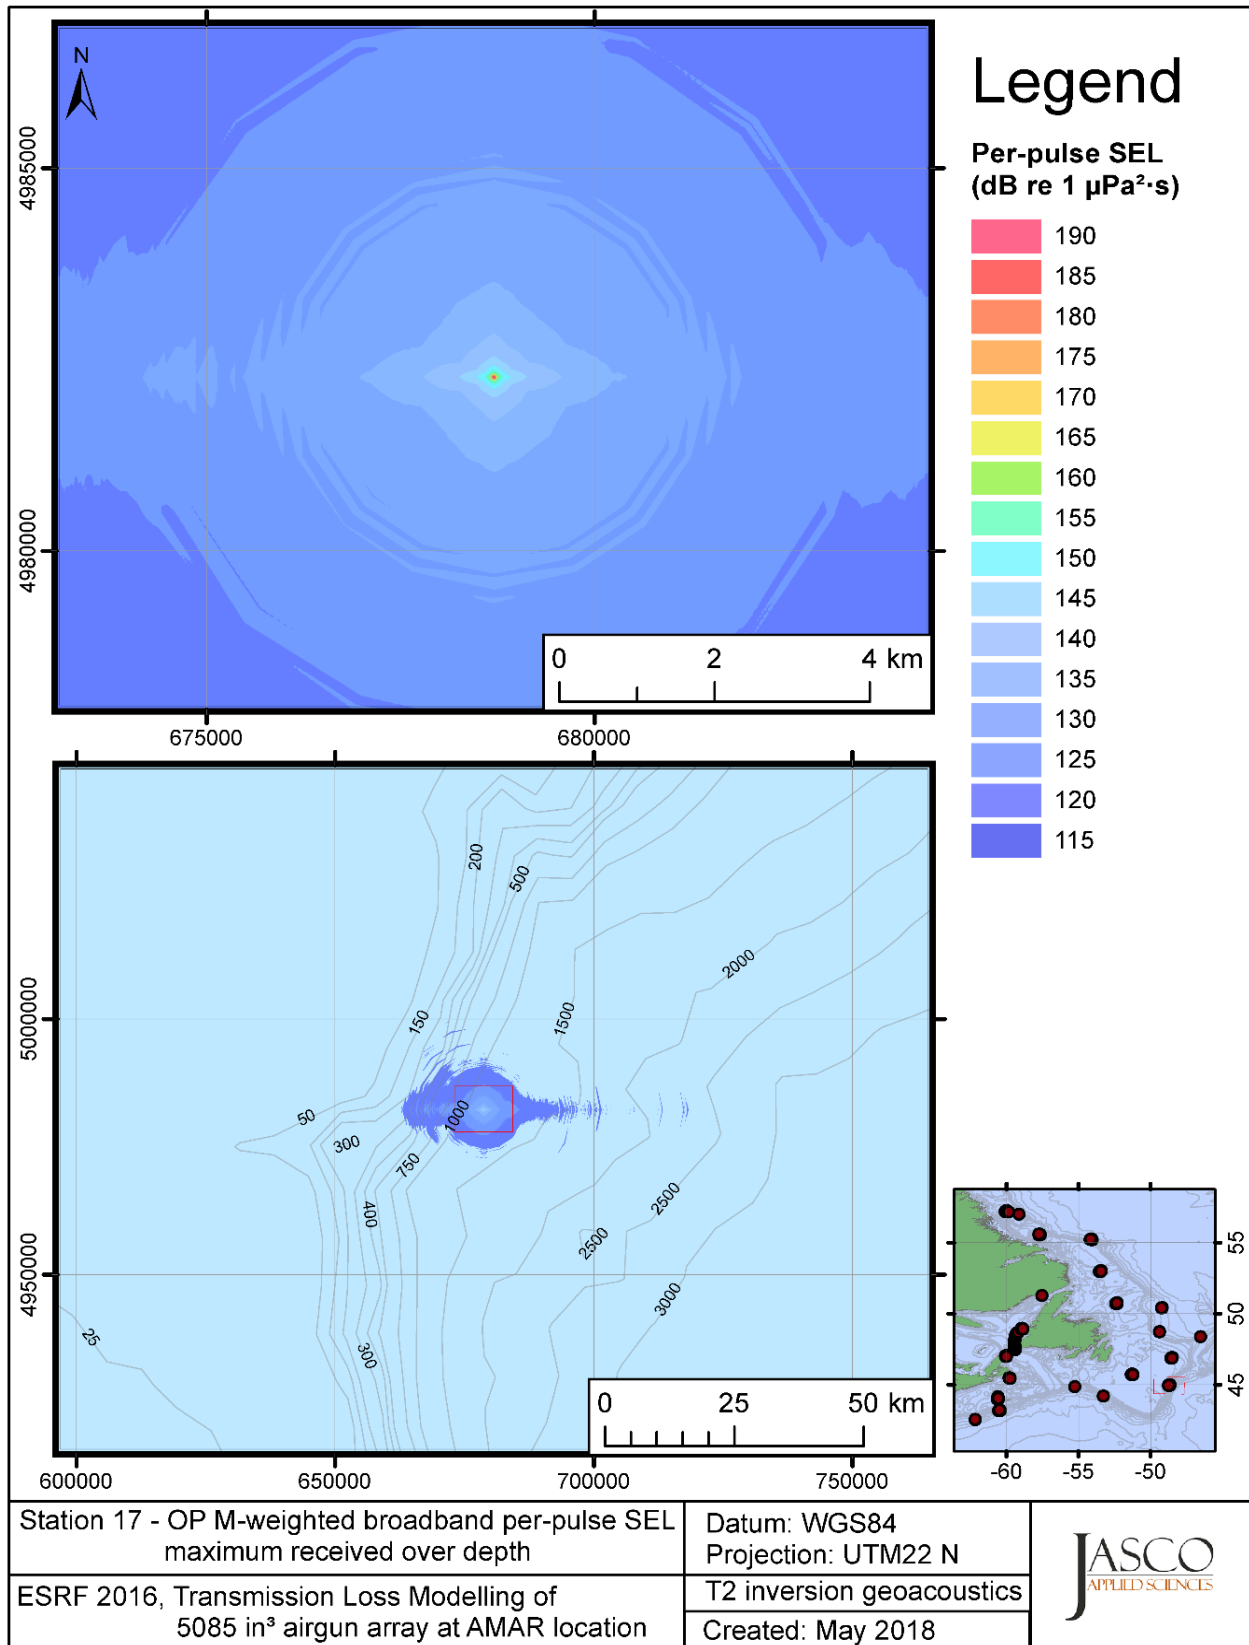 N
4985000
4980000
0 2 4 km
675000 680000
Legend
Per-pulse SEL
(dB re 1 µPa²·s)
190
185
180
175
170
165
160
155
150
145
140
135
130
125
120
115
5000000
4950000
200
500
2000
1500
150
50
300
1000
750
400
2500
2500
3000
25
300
0 25 50 km
600000 650000 700000 750000
55
50
45
-60 -55 -50
Station 17 - OP M-weighted broadband per-pulse SEL
maximum received over depth
ESRF 2016, Transmission Loss Modelling of
5085 in³ airgun array at AMAR location
Datum: WGS84
Projection: UTM22 N
T2 inversion geoacoustics
Created: May 2018
JASCO
APPLIED SCIENCES